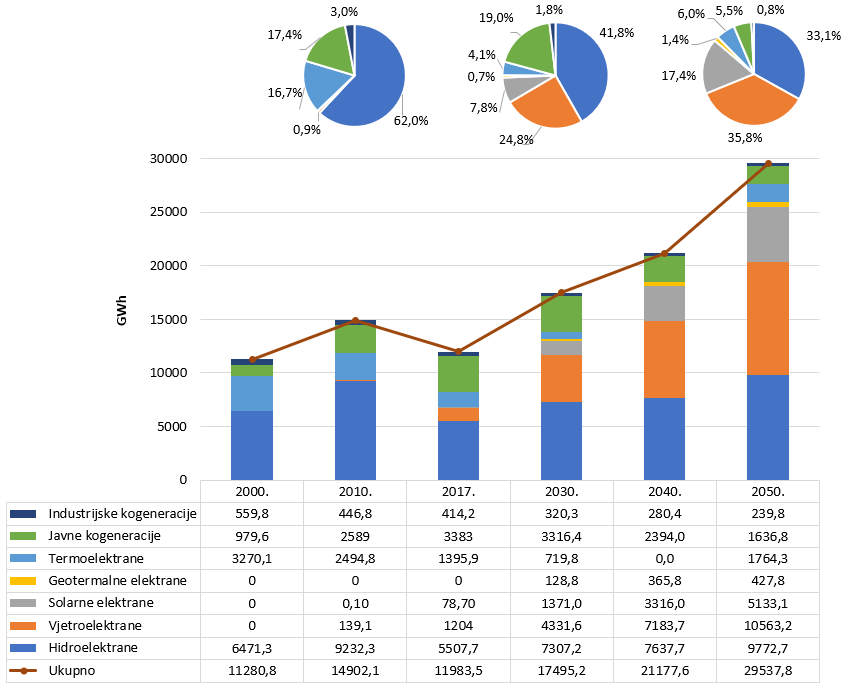 3,0%
17,4%
16,7%
0,9%
62,0%
1,8%
19,0%
41,8%
4,1%
0,7%
7,8%
24,8%
0,8%
5,5%
6,0%
33,1%
1,4%
17,4%
35,8%
30000
25000
20000
15000
10000
5000
0
GWh
2000. 2010. 2017. 2030. 2040. 2050.
Industrijske kogeneracije 559,8 446,8 414,2 320,3 280,4 239,8
Javne kogeneracije 979,6 2589 3383 3316,4 2394,0 1636,8
Termoelektrane 3270,1 2494,8 1395,9 719,8 0,0 1764,3
Geotermalne elektrane 0 0 0 128,8 365,8 427,8
Solarne elektrane 0 0,10 78,70 1371,0 3316,0 5133,1
Vjetroelektrane 0 139,1 1204 4331,6 7183,7 10563,2
Hidroelektrane 6471,3 9232,3 5507,7 7307,2 7637,7 9772,7
Ukupno 11280,8 14902,1 11983,5 17495,2 21177,6 29537,8